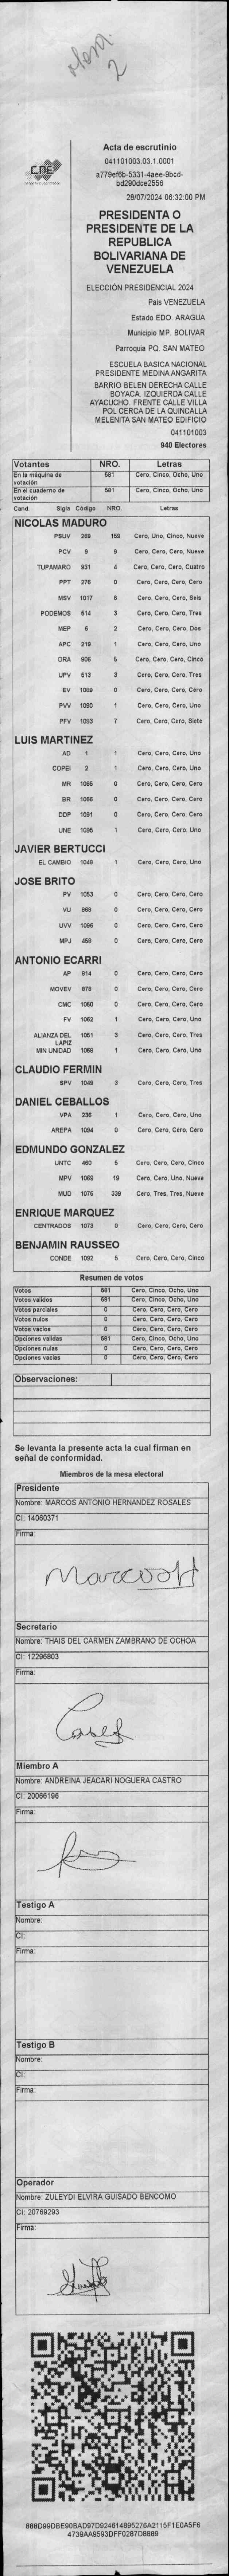 Mesa
2
CNE
Acta de escrutinio
041101003.03.1.0001
a779ef6b-5331-4aee-9bcd-
bd290dce2556
28/07/2024 06:32:00 PM
PRESIDENTA O
PRESIDENTE DE LA
REPUBLICA
BOLIVARIANA DE
VENEZUELA
ELECCIÓN PRESIDENCIAL 2024
País VENEZUELA
Estado EDO. ARAGUA
Municipio MP. BOLIVAR
Parroquia PQ. SAN MATEO
ESCUELA BASICA NACIONAL
PRESIDENTE MEDINA ANGARITA
BARRIO BELEN DERECHA CALLE
BOYACA. IZQUIERDA CALLE
AYACUCHO. FRENTE CALLE VILLA
POL CERCA DE LA QUINCALLA
MELENITA SAN MATEO EDIFICIO
041101003
940 Electores
Votantes NRO. Letras
En la máquina de votación 581 Cero, Cinco, Ocho, Uno
En el cuaderno de votación 581 Cero, Cinco, Ocho, Uno
Cand. Sigla Código NRO. Letras
NICOLAS MADURO
PSUV 269 159 Cero, Uno, Cinco, Nueve
PCV 9 9 Cero, Cero, Cero, Nueve
TUPAMARO 931 4 Cero, Cero, Cero, Cuatro
PPT 276 0 Cero, Cero, Cero, Cero
MSV 1017 6 Cero, Cero, Cero, Seis
PODEMOS 514 3 Cero, Cero, Cero, Tres
MEP 6 2 Cero, Cero, Cero, Dos
APC 219 1 Cero, Cero, Cero, Uno
ORA 906 5 Cero, Cero, Cero, Cinco
UPV 513 3 Cero, Cero, Cero, Tres
EV 1089 0 Cero, Cero, Cero, Cero
PVV 1090 1 Cero, Cero, Cero, Uno
PFV 1093 7 Cero, Cero, Cero, Siete
LUIS MARTINEZ
AD 1 1 Cero, Cero, Cero, Uno
COPEI 2 1 Cero, Cero, Cero, Uno
MR 1065 0 Cero, Cero, Cero, Cero
BR 1066 0 Cero, Cero, Cero, Cero
DDP 1091 0 Cero, Cero, Cero, Cero
UNE 1095 1 Cero, Cero, Cero, Uno
JAVIER BERTUCCI
EL CAMBIO 1048 1 Cero, Cero, Cero, Uno
JOSE BRITO
PV 1053 0 Cero, Cero, Cero, Cero
VU 868 0 Cero, Cero, Cero, Cero
UVV 1096 0 Cero, Cero, Cero, Cero
MPJ 458 0 Cero, Cero, Cero, Cero
ANTONIO ECARRI
AP 814 0 Cero, Cero, Cero, Cero
MOVEV 878 0 Cero, Cero, Cero, Cero
CMC 1050 0 Cero, Cero, Cero, Cero
FV 1062 1 Cero, Cero, Cero, Uno
ALIANZA DEL LAPIZ 1051 3 Cero, Cero, Cero, Tres
MIN UNIDAD 1068 1 Cero, Cero, Cero, Uno
CLAUDIO FERMIN
SPV 1049 3 Cero, Cero, Cero, Tres
DANIEL CEBALLOS
VPA 236 1 Cero, Cero, Cero, Uno
AREPA 1094 0 Cero, Cero, Cero, Cero
EDMUNDO GONZALEZ
UNTC 460 5 Cero, Cero, Cero, Cinco
MPV 1069 19 Cero, Cero, Uno, Nueve
MUD 1075 339 Cero, Tres, Tres, Nueve
ENRIQUE MARQUEZ
CENTRADOS 1073 0 Cero, Cero, Cero, Cero
BENJAMIN RAUSSEO
CONDE 1092 5 Cero, Cero, Cero, Cinco
Resumen de votos
Votos 581 Cero, Cinco, Ocho, Uno
Votos validos 581 Cero, Cinco, Ocho, Uno
Votos parciales 0 Cero, Cero, Cero, Cero
Votos nulos 0 Cero, Cero, Cero, Cero
Votos vacios 0 Cero, Cero, Cero, Cero
Opciones validas 581 Cero, Cinco, Ocho, Uno
Opciones nulas 0 Cero, Cero, Cero, Cero
Opciones vacias 0 Cero, Cero, Cero, Cero
Observaciones:
Se levanta la presente acta la cual firman en
señal de conformidad.
Miembros de la mesa electoral
Presidente
Nombre: MARCOS ANTONIO HERNANDEZ ROSALES
CI: 14060371
Firma:
Secretario
Nombre: THAIS DEL CARMEN ZAMBRANO DE OCHOA
CI: 12296803
Firma:
Miembro A
Nombre: ANDREINA JEACARI NOGUERA CASTRO
CI: 20066196
Firma:
Testigo A
Nombre:
CI:
Firma:
Testigo B
Nombre:
CI:
Firma:
Operador
Nombre: ZULEYDI ELVIRA GUISADO BENCOMO
CI: 20769293
Firma:
888D99DBE90BAD97D924614895276A2115F1E0A5F6
4739AA9593DFF0287D8889